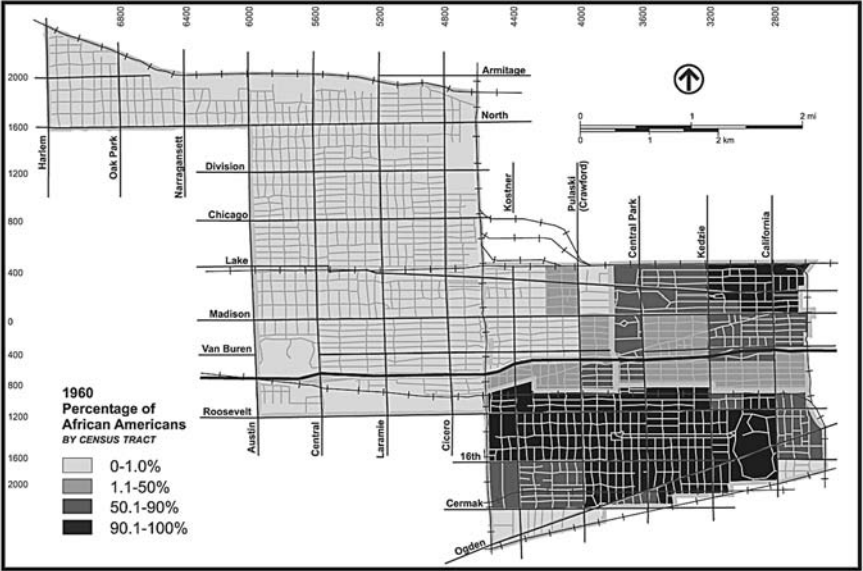 6800
6400
6000
5600
5200
4800
4400
4000
3600
3200
2800
2000
1600
1200
800
400
0
400
800
1200
1600
2000
Armitage
North
Division
Chicago
Lake
Madison
Van Buren
Roosevelt
16th
Cermak
Ogden
Harlem
Oak Park
Narragansett
Austin
Central
Laramie
Cicero
Kostner
Pulaski
(Crawford)
Central Park
Kedzie
California
0 1 2 mi
0 1 2 km
1960
Percentage of
African Americans
BY CENSUS TRACT
0-1.0%
1.1-50%
50.1-90%
90.1-100%